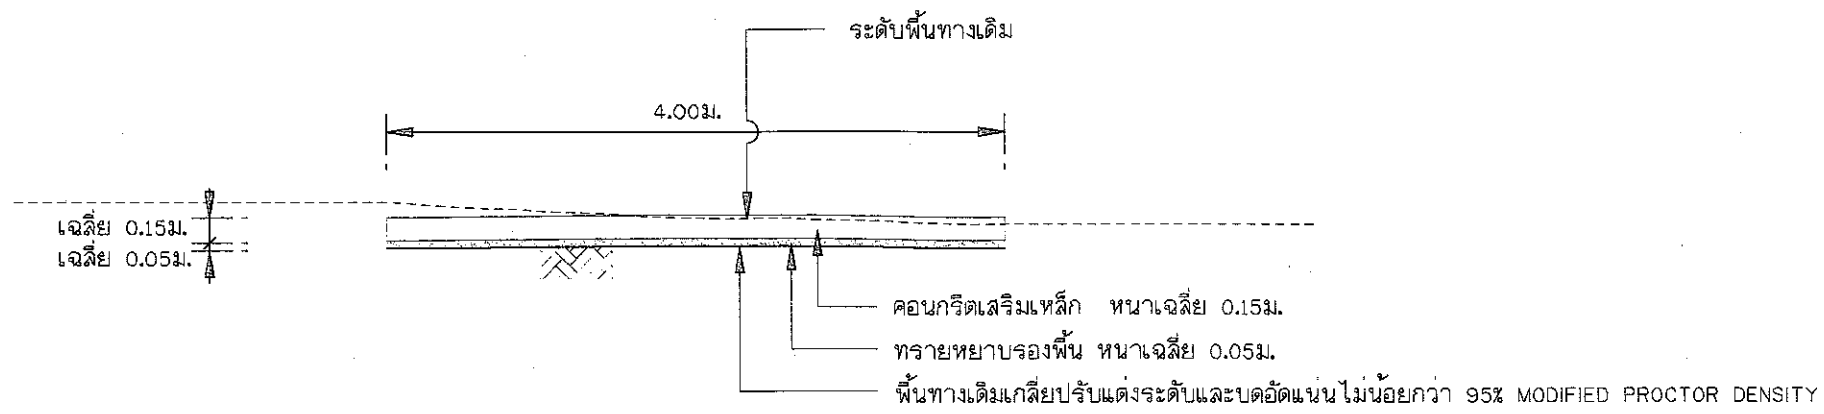 ระดับพื้นทางเดิม
4.00ม.
เฉลี่ย 0.15ม.
เฉลี่ย 0.05ม.
คอนกรีตเสริมเหล็ก หนาเฉลี่ย 0.15ม.
ทรายหยาบรองพื้น หนาเฉลี่ย 0.05ม.
พื้นทางเดิมเกลี่ยปรับแต่งระดับและบดอัดแน่นไม่น้อยกว่า 95% MODIFIED PROCTOR DENSITY